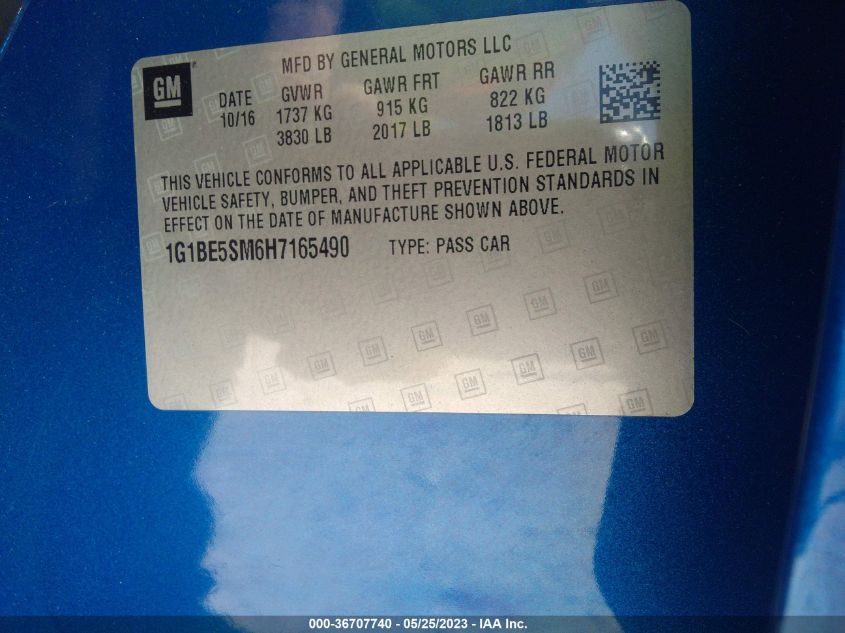 GM
MFD BY GENERAL MOTORS LLC
DATE GVWR GAWR FRT GAWR RR
10/16 1737 KG 915 KG 822 KG
3830 LB 2017 LB 1813 LB
THIS VEHICLE CONFORMS TO ALL APPLICABLE U.S. FEDERAL MOTOR
VEHICLE SAFETY, BUMPER, AND THEFT PREVENTION STANDARDS IN
EFFECT ON THE DATE OF MANUFACTURE SHOWN ABOVE.
1G1BE5SM6H7165490 TYPE: PASS CAR
000-36707740 - 05/25/2023 - IAA Inc.